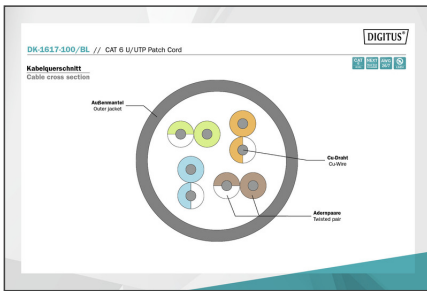 DIGITUS®
DK-1617-100/BL // CAT 6 U/UTP Patch Cord
Kabelquerschnitt
Cable cross section
Außenmantel
Outer jacket
Cu-Draht
Cu-Wire
Adernpaare
Twisted pair